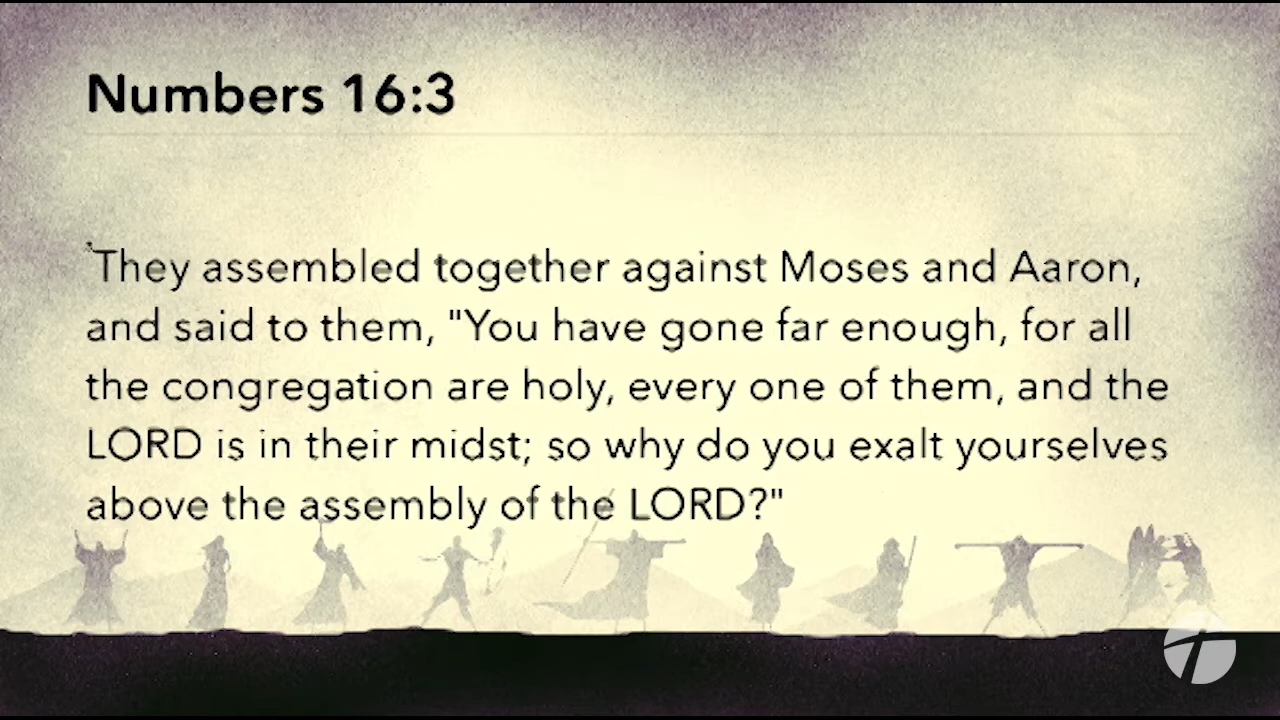 Numbers 16:3
They assembled together against Moses and Aaron,
and said to them, "You have gone far enough, for all
the congregation are holy, every one of them, and the
LORD is in their midst; so why do you exalt yourselves
above the assembly of the LORD?"